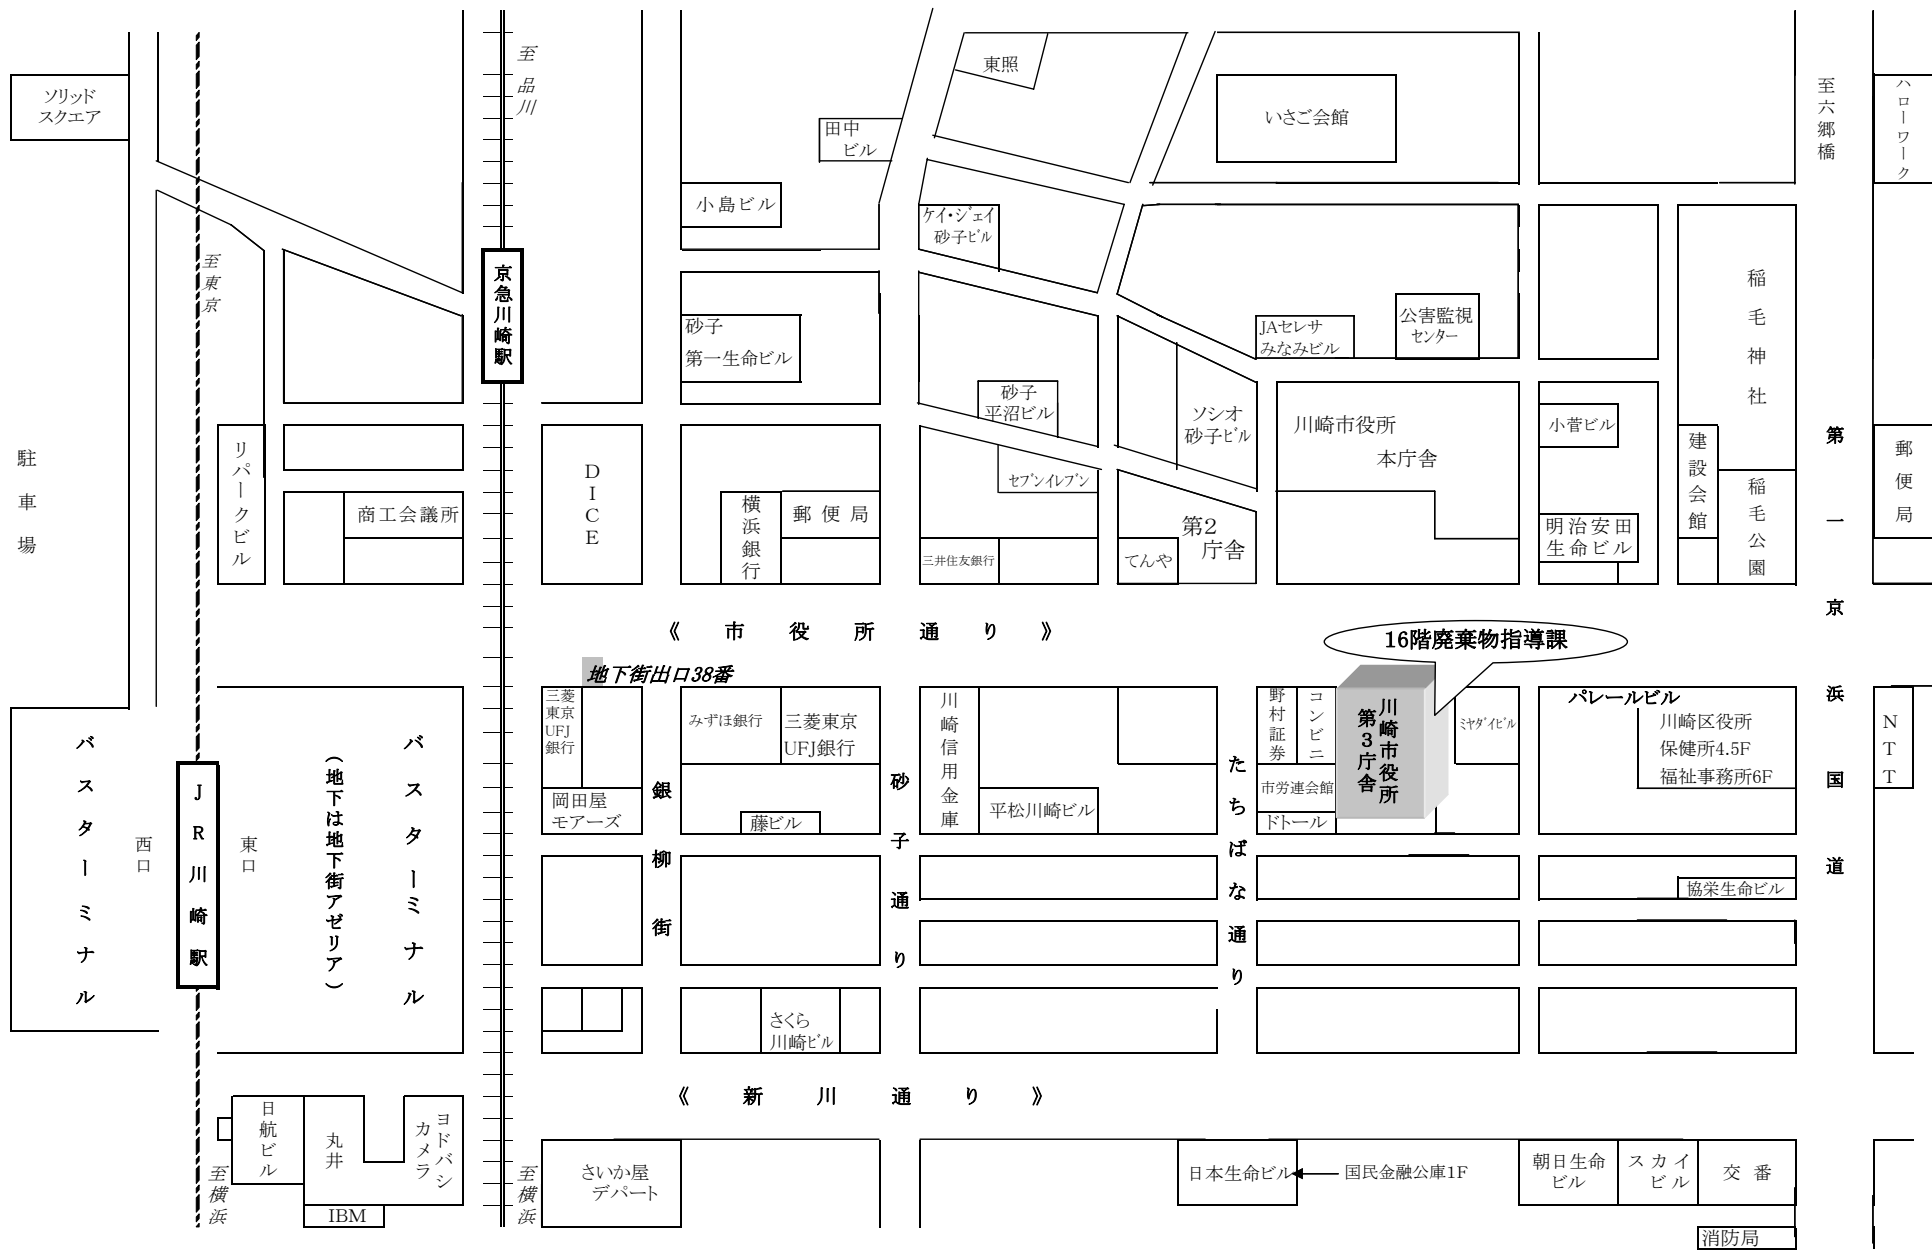 至品川
東照
ソリッド
スクエア
いさご会館
至六郷橋
ハローワーク
田中
ビル
小島ビル
ケイ・ジェイ
砂子ビル
至東京
京急川崎駅
稲毛神社
砂子
第一生命ビル
JAセレサ
みなみビル
公害監視
センター
砂子
平沼ビル
ソシオ
砂子ビル
川崎市役所
本庁舎
小菅ビル
第一京浜国道
駐車場
リパークビル
商工会議所
DICE
横浜銀行
郵便局
セブンイレブン
建設会館
稲毛公園
郵便局
三井住友銀行
てんや
第2
庁舎
明治安田
生命ビル
《市役所通り》
16階廃棄物指導課
地下街出口38番
三菱
東京
UFJ
銀行
みずほ銀行
三菱東京
UFJ銀行
川崎信用金庫
野村証券
コンビニ
川崎市役所
第3庁舎
ミヤダイビル
パレールビル
川崎区役所
保健所4.5F
福祉事務所6F
NTT
バスターミナル
西口
JR川崎駅
東口
(地下は地下街アゼリア)
バスターミナル
岡田屋
モアーズ
銀柳街
藤ビル
砂子通り
平松川崎ビル
たちばな通り
市労連会館
ドトール
協栄生命ビル
さくら
川崎ビル
《新川通り》
日航ビル
丸井
ヨドバシ
カメラ
IBM
至横浜
至横浜
さいか屋
デパート
日本生命ビル
国民金融公庫1F
朝日生命
ビル
スカイ
ビル
交番
消防局